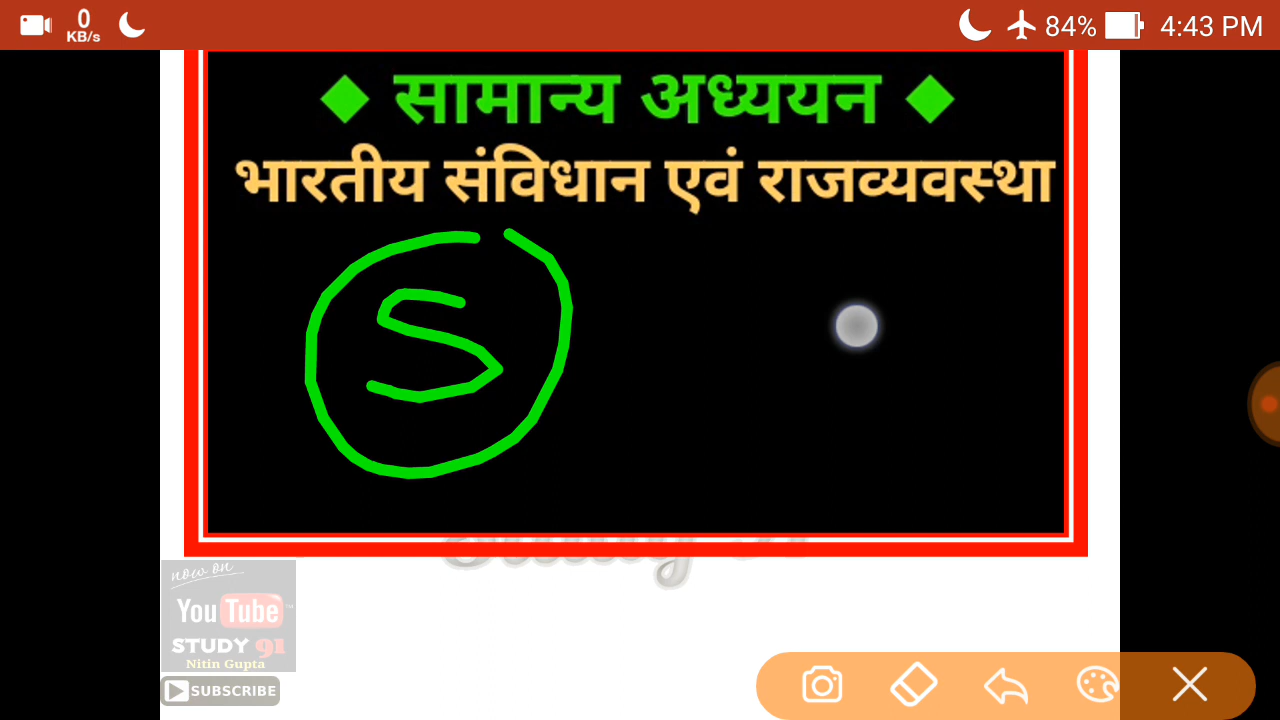 0
KB/s
84%
4:43 PM
◆ सामान्य अध्ययन ◆
भारतीय संविधान एवं राजव्यवस्था
S
now on
YouTube
STUDY 91
Nitin Gupta
SUBSCRIBE